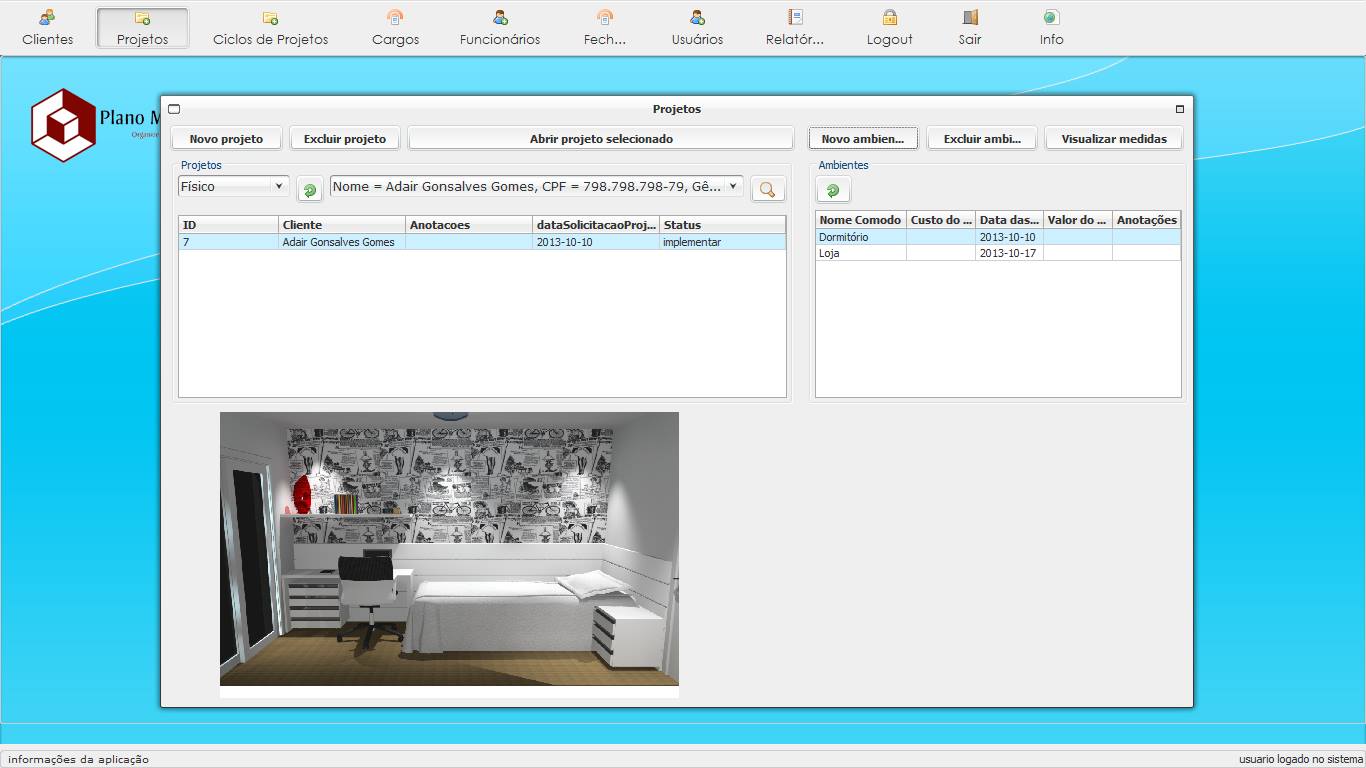 Clientes
Projetos
Ciclos de Projetos
Cargos
Funcionários
Fech...
Usuários
Relatór...
Logout
Sair
Info
Plano
Projetos
Novo projeto
Excluir projeto
Abrir projeto selecionado
Novo ambien...
Excluir ambi...
Visualizar medidas
Projetos
Físico
Nome = Adair Gonsalves Gomes, CPF = 798.798.798-79, Gê...
Ambientes
ID Cliente Anotacoes dataSolicitacaoProj... Status
7 Adair Gonsalves Gomes 2013-10-10 implementar
Nome Comodo Custo do ... Data das... Valor do ... Anotações
Dormitório 2013-10-10
Loja 2013-10-17
informações da aplicação
usuario logado no sistema